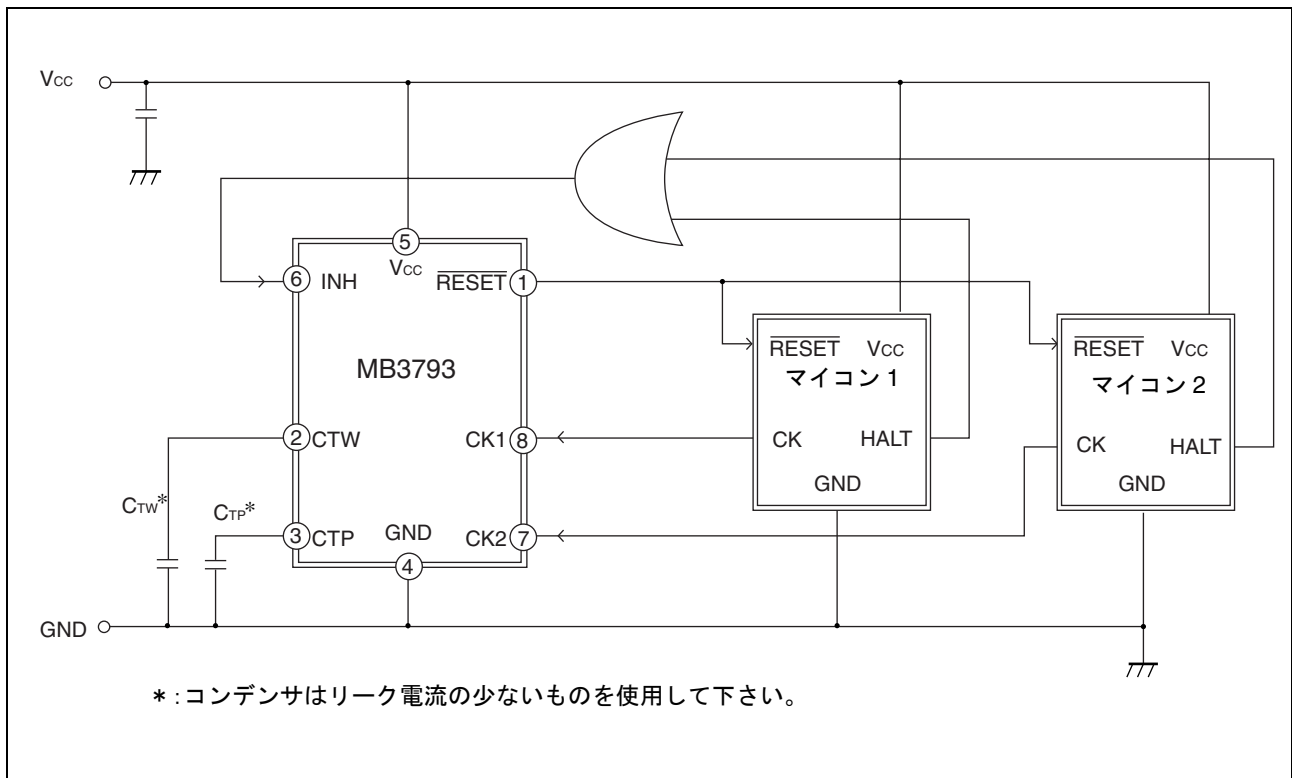 Vcc
5
6
INH
Vcc
RESET
1
MB3793
RESET
Vcc
マイコン 1
CK
HALT
GND
RESET
Vcc
マイコン 2
CK
HALT
GND
2
CTW
CK1
8
CTW*
CTP*
3
CTP
GND
CK2
7
4
GND
* : コンデンサはリーク電流の少ないものを使用して下さい。